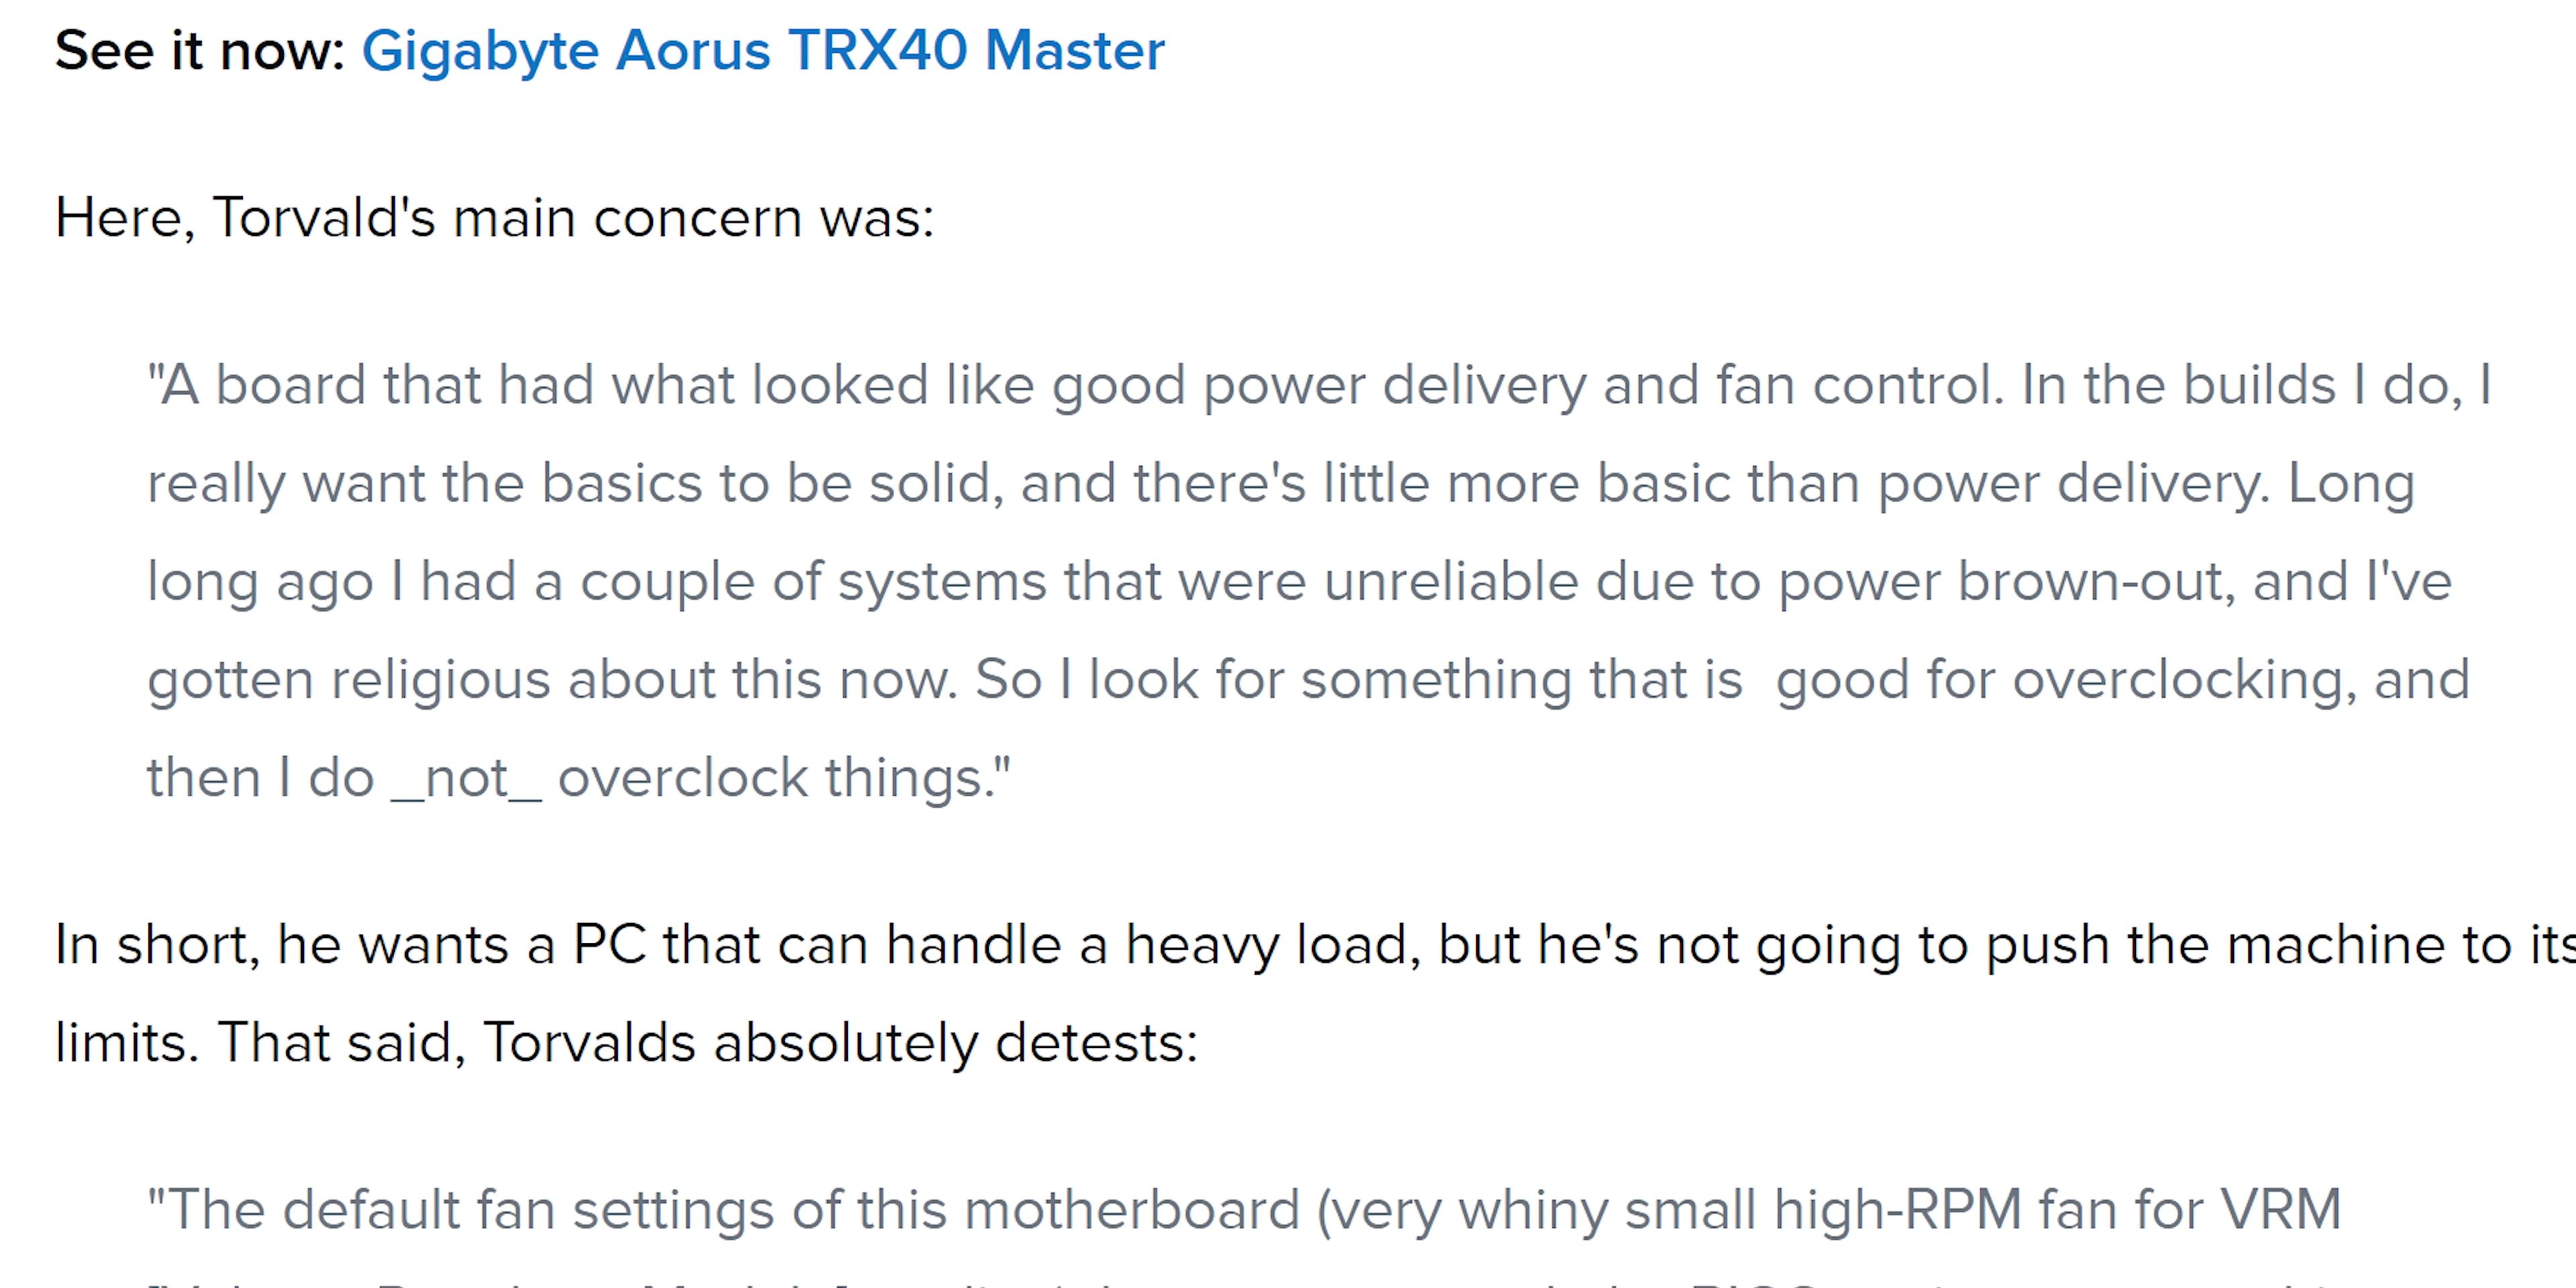 See it now: Gigabyte Aorus TRX40 Master
Here, Torvald's main concern was:
"A board that had what looked like good power delivery and fan control. In the builds I do, I
really want the basics to be solid, and there's little more basic than power delivery. Long
long ago I had a couple of systems that were unreliable due to power brown-out, and I've
gotten religious about this now. So I look for something that is  good for overclocking, and
then I do _not_ overclock things."
In short, he wants a PC that can handle a heavy load, but he's not going to push the machine to its
limits. That said, Torvalds absolutely detests:
"The default fan settings of this motherboard (very whiny small high-RPM fan for VRM